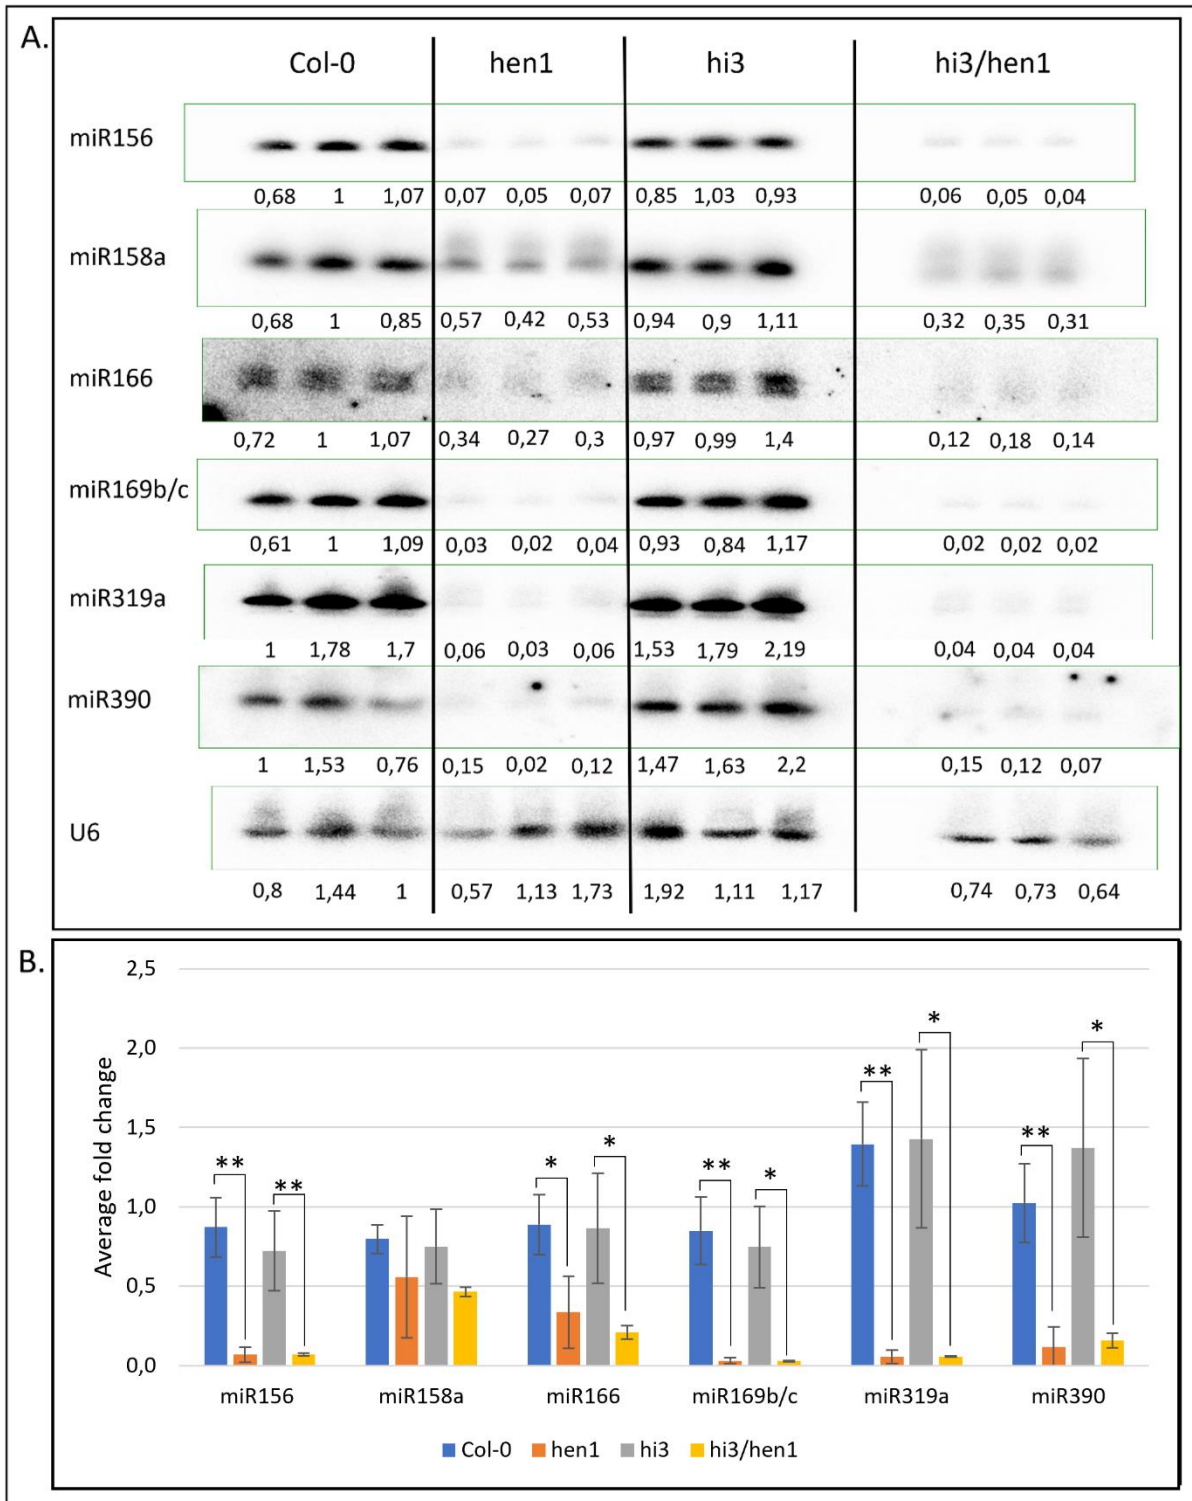 A.
Col-0 hen1 hi3 hi3/hen1
miR156
0,68 1 1,07 0,07 0,05 0,07 0,85 1,03 0,93 0,06 0,05 0,04
miR158a
0,68 1 0,85 0,57 0,42 0,53 0,94 0,9 1,11 0,32 0,35 0,31
miR166
0,72 1 1,07 0,34 0,27 0,3 0,97 0,99 1,4 0,12 0,18 0,14
miR169b/c
0,61 1 1,09 0,03 0,02 0,04 0,93 0,84 1,17 0,02 0,02 0,02
miR319a
1 1,78 1,7 0,06 0,03 0,06 1,53 1,79 2,19 0,04 0,04 0,04
miR390
1 1,53 0,76 0,15 0,02 0,12 1,47 1,63 2,2 0,15 0,12 0,07
U6
0,8 1,44 1 0,57 1,13 1,73 1,92 1,11 1,17 0,74 0,73 0,64
B.
Average fold change
2,5
2,0
1,5
1,0
0,5
0,0
** ** * * ** * ** * ** *
miR156 miR158a miR166 miR169b/c miR319a miR390
Col-0 hen1 hi3 hi3/hen1